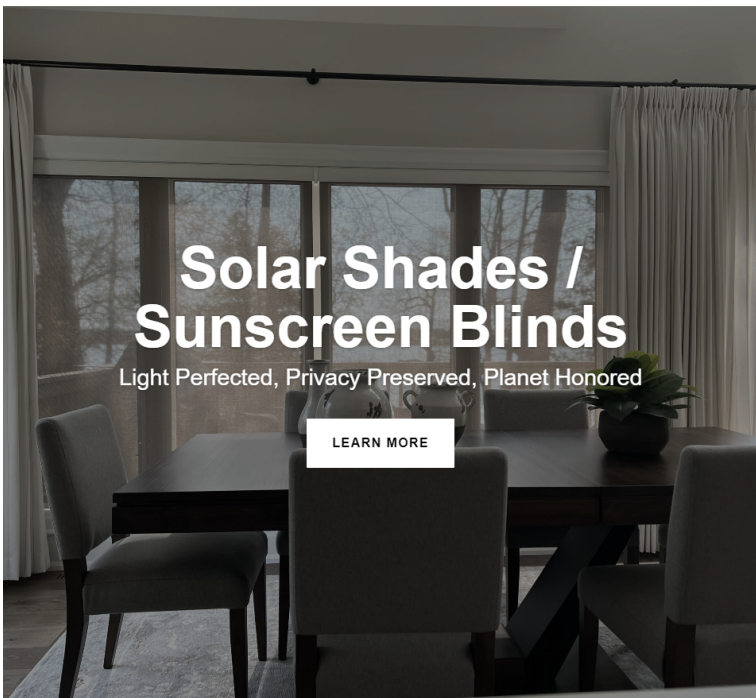 Solar Shades /
Sunscreen Blinds
Light Perfected, Privacy Preserved, Planet Honored
LEARN MORE